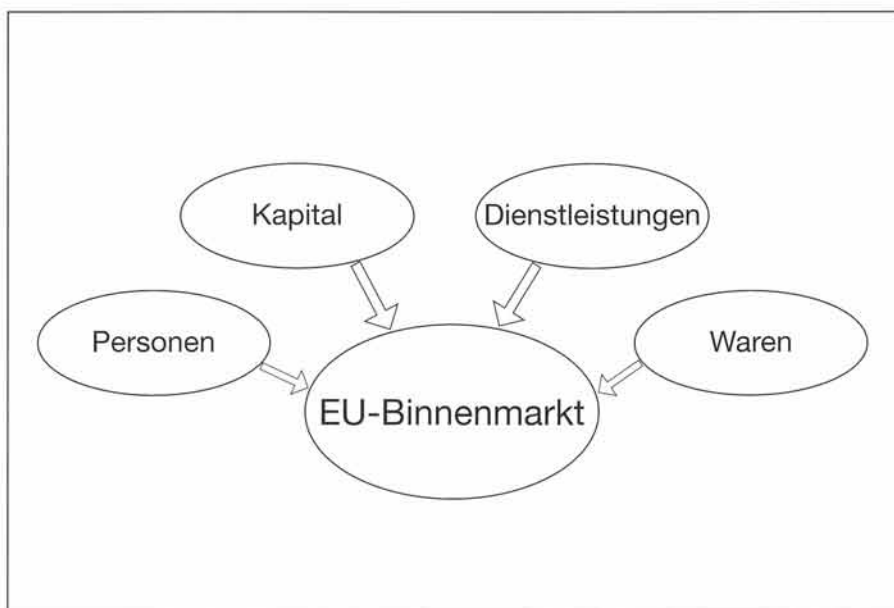 Kapital
Dienstleistungen
Personen
Waren
EU-Binnenmarkt